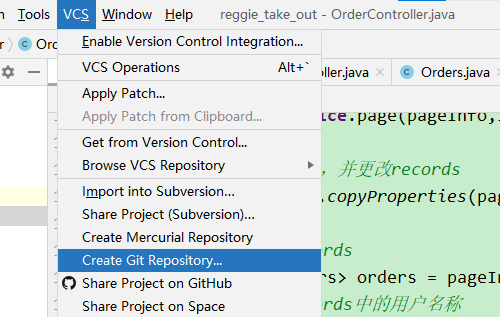 Tools VCS Window Help reggie_take_out - OrderController.java
Enable Version Control Integration...
VCS Operations Alt+`
Apply Patch...
Apply Patch from Clipboard...
Get from Version Control...
Browse VCS Repository
Import into Subversion...
Share Project (Subversion)...
Create Mercurial Repository
Create Git Repository...
Share Project on GitHub
Share Project on Space
ller.java
Orders.java
ice.page(pageInfo,
，并更改records
.copyProperties(pag
rds
rs> orders = pageIn
rds中的用户名称